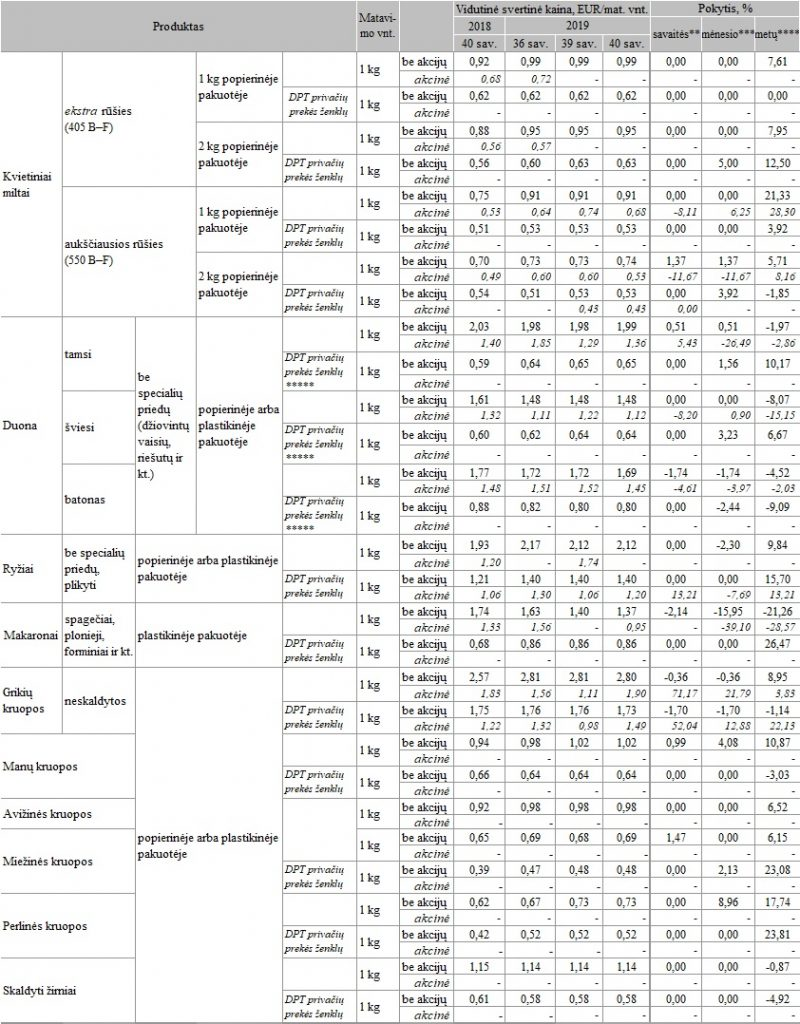 Produktas Matavi- Vidutinė svertinė kaina, EUR/mat. vnt. Pokytis, %
mo vnt. 2018 2019 savaitės** mėnesio*** metų****
40 sav. 36 sav. 39 sav. 40 sav.
Kvietiniai miltai ekstra rūšies (405 B–F) 1 kg popierinėje pakuotėje 1 kg be akcijų 0,92 0,99 0,99 0,99 0,00 0,00 7,61
akcinė 0,68 0,72 - - - - -
DPT privačių prekės ženklų 1 kg be akcijų 0,62 0,62 0,62 0,62 0,00 0,00 0,00
akcinė - - - - - - -
2 kg popierinėje pakuotėje 1 kg be akcijų 0,88 0,95 0,95 0,95 0,00 0,00 7,95
akcinė 0,56 0,57 - - - - -
DPT privačių prekės ženklų 1 kg be akcijų 0,56 0,60 0,63 0,63 0,00 5,00 12,50
akcinė - - - - - - -
aukščiausios rūšies (550 B–F) 1 kg popierinėje pakuotėje 1 kg be akcijų 0,75 0,91 0,91 0,91 0,00 0,00 21,33
akcinė 0,53 0,64 0,74 0,68 -8,11 6,25 28,30
DPT privačių prekės ženklų 1 kg be akcijų 0,51 0,53 0,53 0,53 0,00 0,00 3,92
akcinė - - - - - - -
2 kg popierinėje pakuotėje 1 kg be akcijų 0,70 0,73 0,73 0,74 1,37 1,37 5,71
akcinė 0,49 0,60 0,60 0,53 -11,67 -11,67 8,16
DPT privačių prekės ženklų 1 kg be akcijų 0,54 0,51 0,53 0,53 0,00 3,92 -1,85
akcinė - - 0,43 0,43 0,00 - -
Duona tamsi be specialių priedų (džiovintų vaisių, riešutų ir kt.) popierinėje arba plastikinėje pakuotėje 1 kg be akcijų 2,03 1,98 1,98 1,99 0,51 0,51 -1,97
akcinė 1,40 1,85 1,29 1,36 5,43 -26,49 -2,86
DPT privačių prekės ženklų ***** 1 kg be akcijų 0,59 0,64 0,65 0,65 0,00 1,56 10,17
akcinė - - - - - - -
šviesi 1 kg be akcijų 1,61 1,48 1,48 1,48 0,00 0,00 -8,07
akcinė 1,32 1,11 1,22 1,12 -8,20 0,90 -15,15
DPT privačių prekės ženklų ***** 1 kg be akcijų 0,60 0,62 0,64 0,64 0,00 3,23 6,67
akcinė - - - - - - -
batonas 1 kg be akcijų 1,77 1,72 1,72 1,69 -1,74 -1,74 -4,52
akcinė 1,48 1,51 1,52 1,45 -4,61 -3,97 -2,03
DPT privačių prekės ženklų ***** 1 kg be akcijų 0,88 0,82 0,80 0,80 0,00 -2,44 -9,09
akcinė - - - - - - -
Ryžiai be specialių priedų, plikyti popierinėje arba plastikinėje pakuotėje 1 kg be akcijų 1,93 2,17 2,12 2,12 0,00 -2,30 9,84
akcinė 1,20 - 1,74 - - - -
DPT privačių prekės ženklų 1 kg be akcijų 1,21 1,40 1,40 1,40 0,00 0,00 15,70
akcinė 1,06 1,30 1,06 1,20 13,21 -7,69 13,21
Makaronai spagečiai, plonieji, forminiai ir kt. plastikinėje pakuotėje 1 kg be akcijų 1,74 1,63 1,40 1,37 -2,14 -15,95 -21,26
akcinė 1,33 1,56 - 0,95 - -39,10 -28,57
DPT privačių prekės ženklų 1 kg be akcijų 0,68 0,86 0,86 0,86 0,00 0,00 26,47
akcinė - - - - - - -
Grikių kruopos neskaldytos popierinėje arba plastikinėje pakuotėje 1 kg be akcijų 2,57 2,81 2,81 2,80 -0,36 -0,36 8,95
akcinė 1,83 1,56 1,11 1,90 71,17 21,79 3,83
DPT privačių prekės ženklų 1 kg be akcijų 1,75 1,76 1,76 1,73 -1,70 -1,70 -1,14
akcinė 1,22 1,32 0,98 1,49 52,04 12,88 22,13
Manų kruopos 1 kg be akcijų 0,94 0,98 1,02 1,02 0,99 4,08 10,87
akcinė - - - - - - -
DPT privačių prekės ženklų 1 kg be akcijų 0,66 0,64 0,64 0,64 0,00 0,00 -3,03
akcinė - - - - - - -
Avižinės kruopos 1 kg be akcijų 0,92 0,98 0,98 0,98 0,00 0,00 6,52
akcinė - - - - - - -
Miežinės kruopos 1 kg be akcijų 0,65 0,69 0,68 0,69 1,47 0,00 6,15
akcinė - - - - - - -
DPT privačių prekės ženklų 1 kg be akcijų 0,39 0,47 0,48 0,48 0,00 2,13 23,08
akcinė - - - - - - -
Perlinės kruopos 1 kg be akcijų 0,62 0,67 0,73 0,73 0,00 8,96 17,74
akcinė - - - - - - -
DPT privačių prekės ženklų 1 kg be akcijų 0,42 0,52 0,52 0,52 0,00 0,00 23,81
akcinė - - - - - - -
Skaldyti žirniai 1 kg be akcijų 1,15 1,14 1,14 1,14 0,00 0,00 -0,87
akcinė - - - - - - -
DPT privačių prekės ženklų 1 kg be akcijų 0,61 0,58 0,58 0,58 0,00 0,00 -4,92
akcinė - - - - - - -